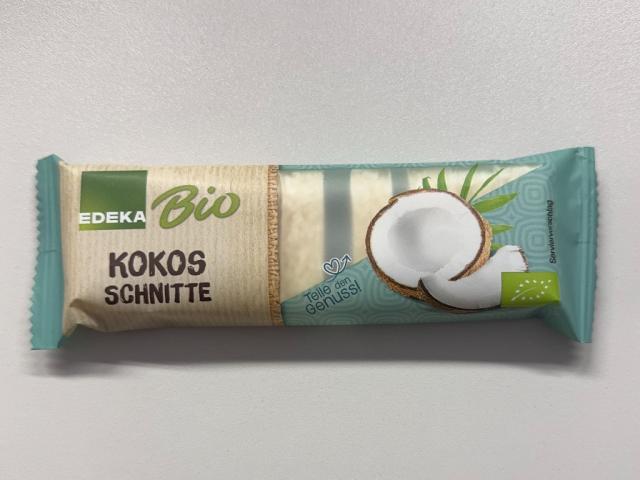 EDEKA
Bio
KOKOS
SCHNITTE
Teile den
Genuss!
Serviervorschlag